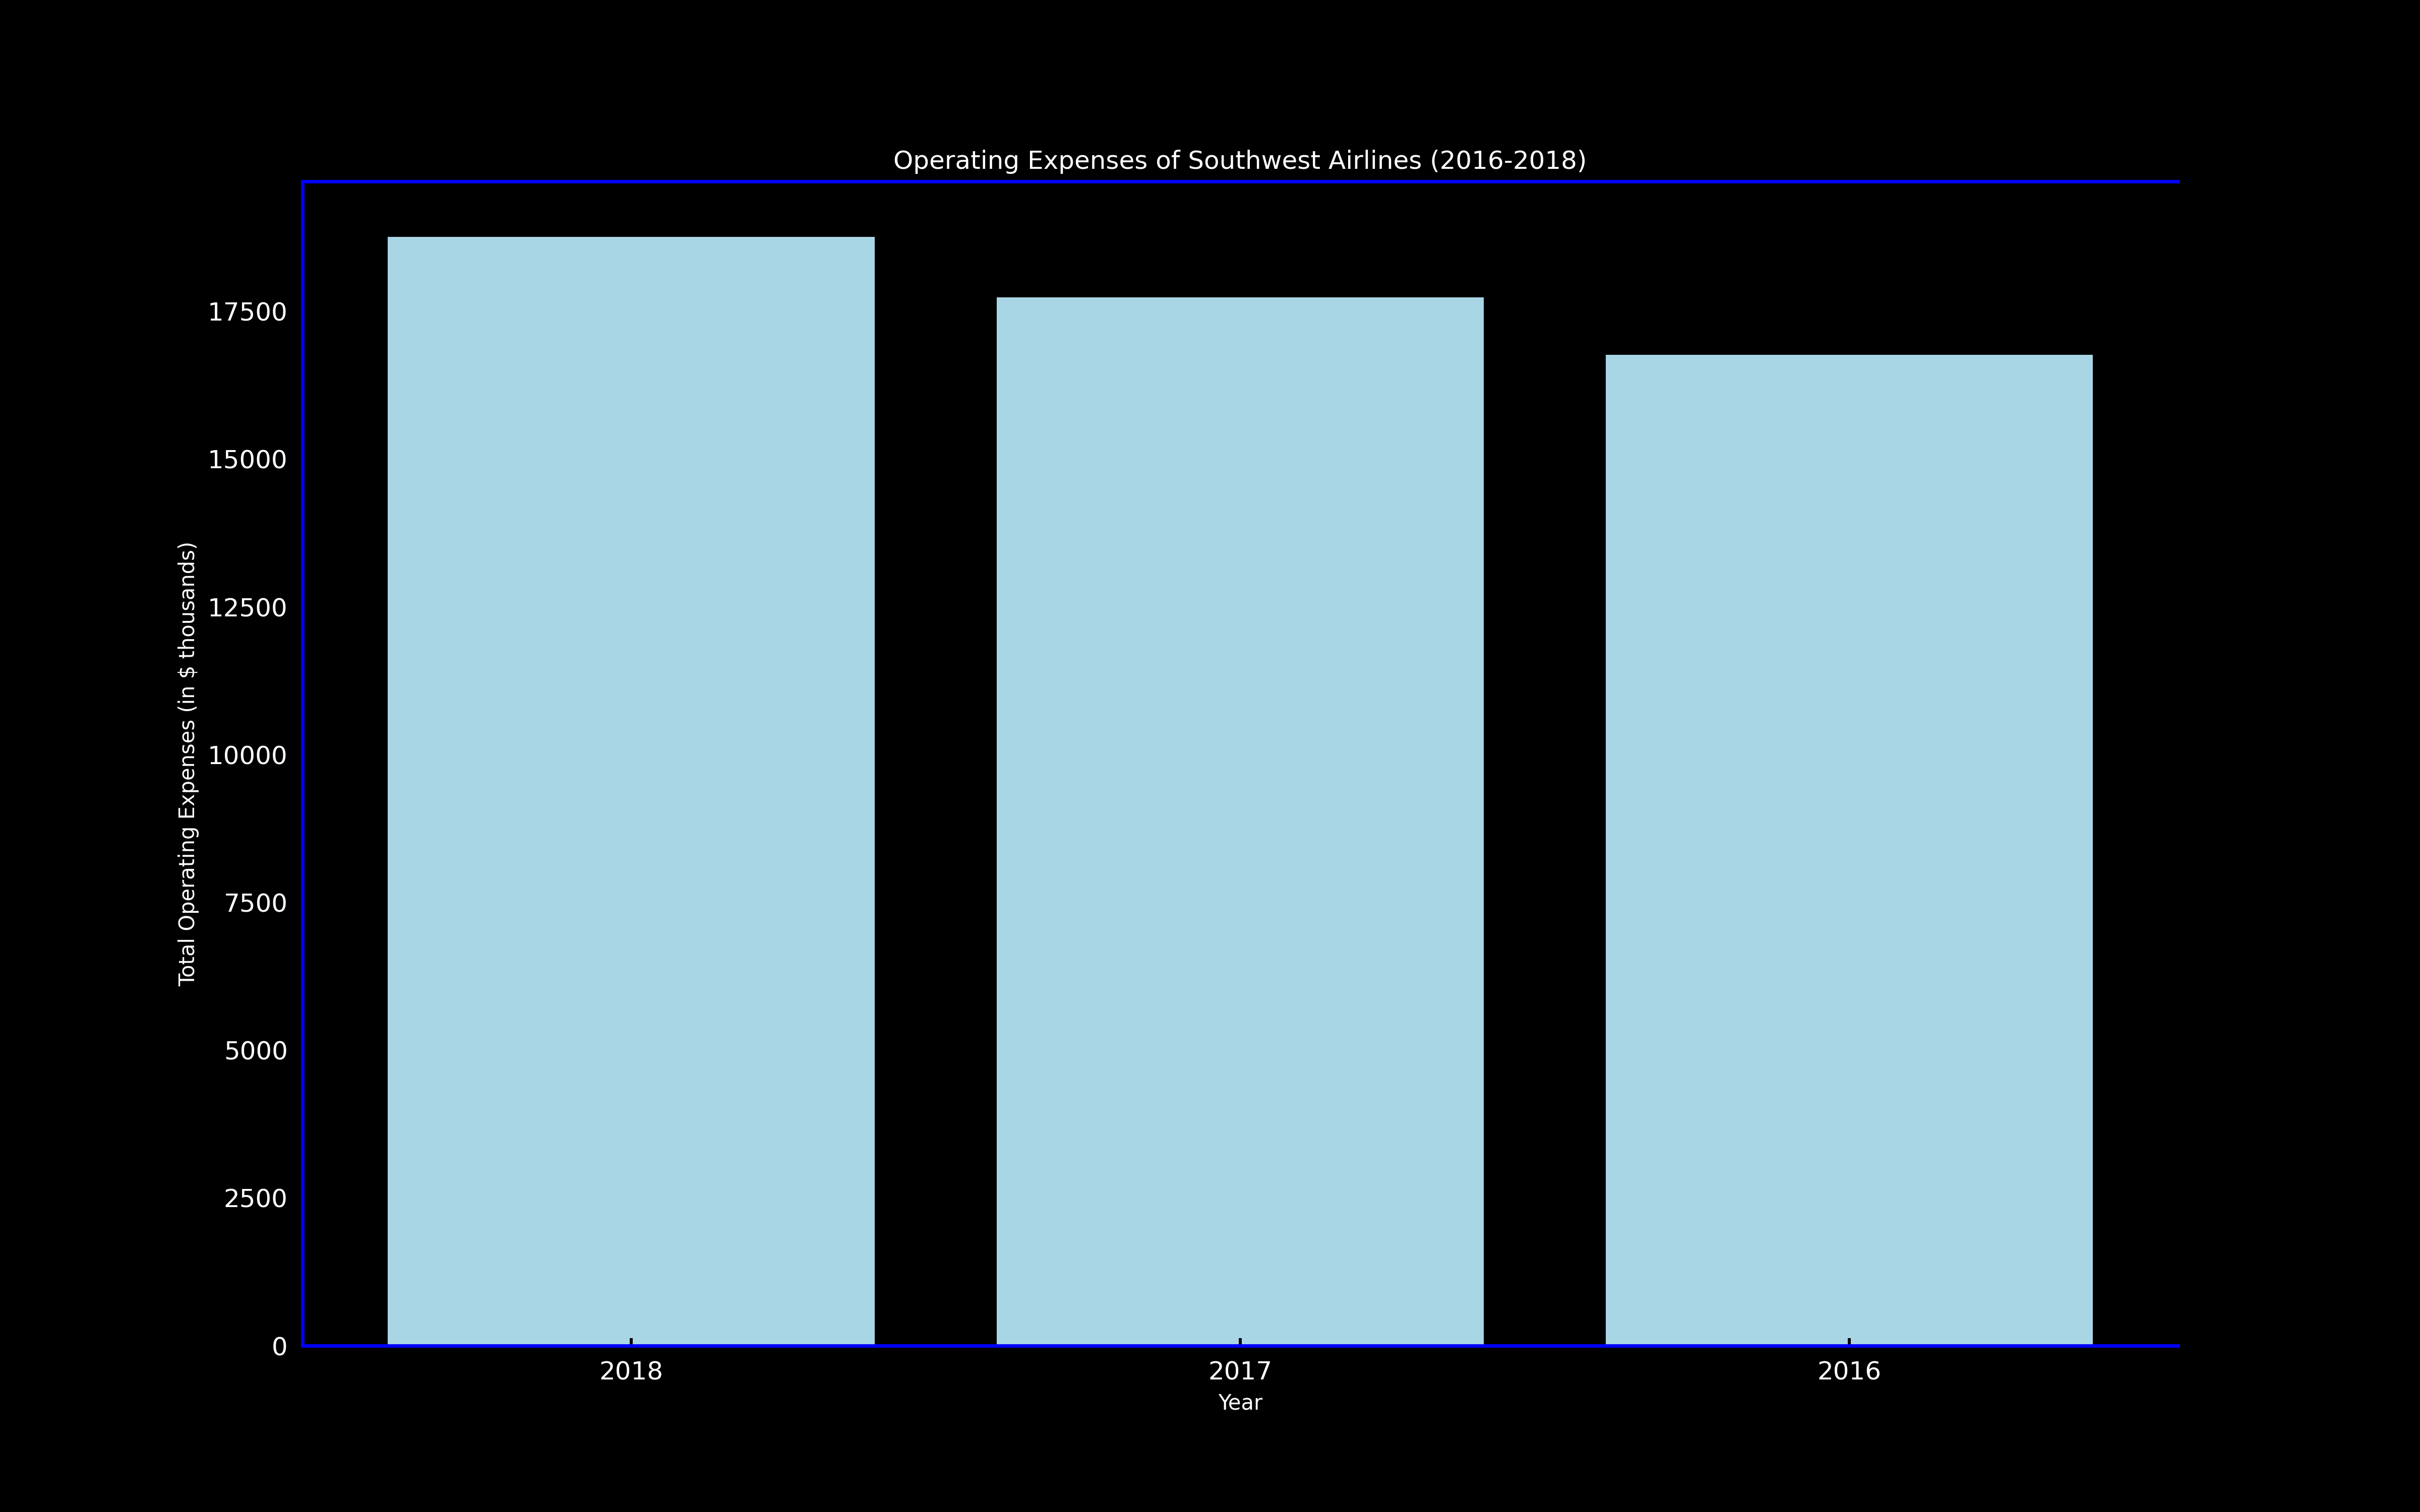 Operating Expenses of Southwest Airlines (2016-2018)
Total Operating Expenses (in $ thousands)
17500
15000
12500
10000
7500
5000
2500
0
2018 2017 2016
Year